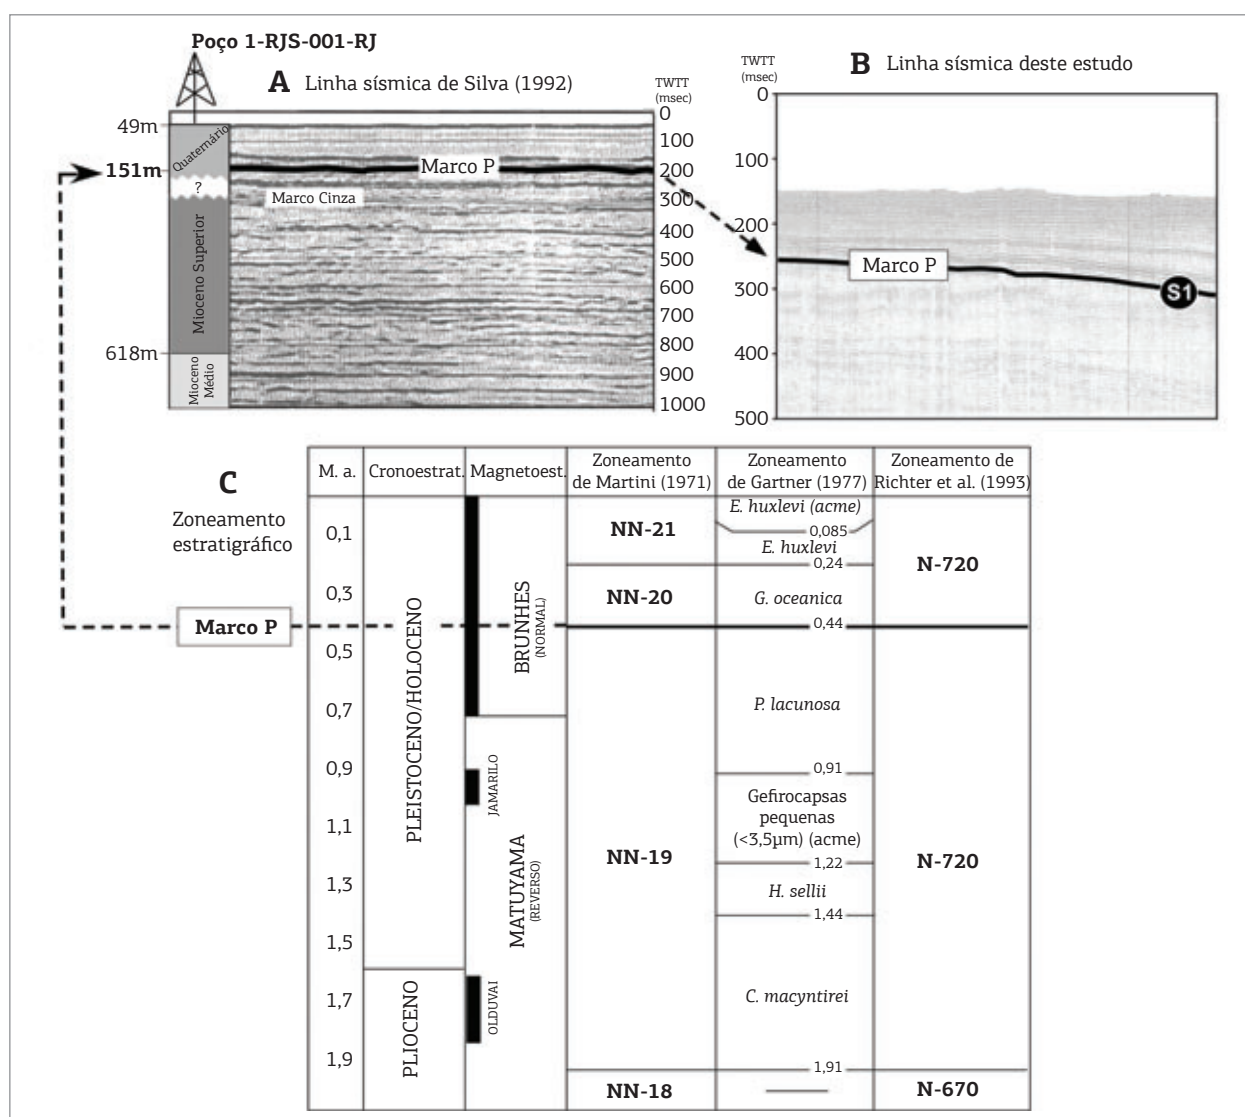 Poço 1-RJS-001-RJ
A Linha sísmica de Silva (1992)
TWTT
(msec)
0
100
200
300
400
500
600
700
800
900
1000
49m
151m
618m
Quaternário
?
Mioceno Superior
Mioceno
Médio
Marco P
Marco Cinza
B Linha sísmica deste estudo
TWTT
(msec)
0
100
200
300
400
500
Marco P
S1
C
Zoneamento
estratigráfico
Marco P
M. a.
Cronoestrat.
Magnetoest.
Zoneamento
de Martini (1971)
Zoneamento
de Gartner (1977)
Zoneamento de
Richter et al. (1993)
0,1
0,3
0,5
0,7
0,9
1,1
1,3
1,5
1,7
1,9
PLEISTOCENO/HOLOCENO
PLIOCENO
BRUNHES
(NORMAL)
JAMARILO
MATUYAMA
(REVERSO)
OLDUVAI
NN-21
NN-20
NN-19
NN-18
E. huxlevi (acme)
0,085
E. huxlevi
0,24
G. oceanica
0,44
P. lacunosa
0,91
Gefirocapsas
pequenas
(<3,5µm) (acme)
1,22
H. sellii
1,44
C. macyntirei
1,91
N-720
N-720
N-670